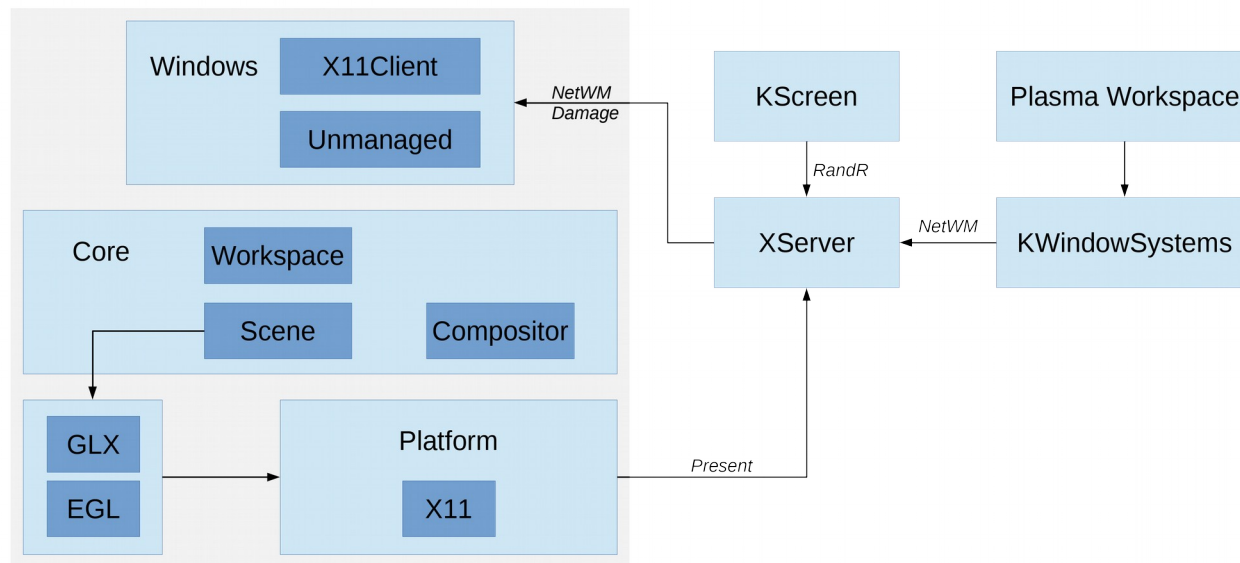 Windows
X11Client
Unmanaged
NetWM
Damage
KScreen
Plasma Workspace
RandR
XServer
NetWM
KWindowSystems
Core
Workspace
Scene
Compositor
GLX
EGL
Platform
X11
Present